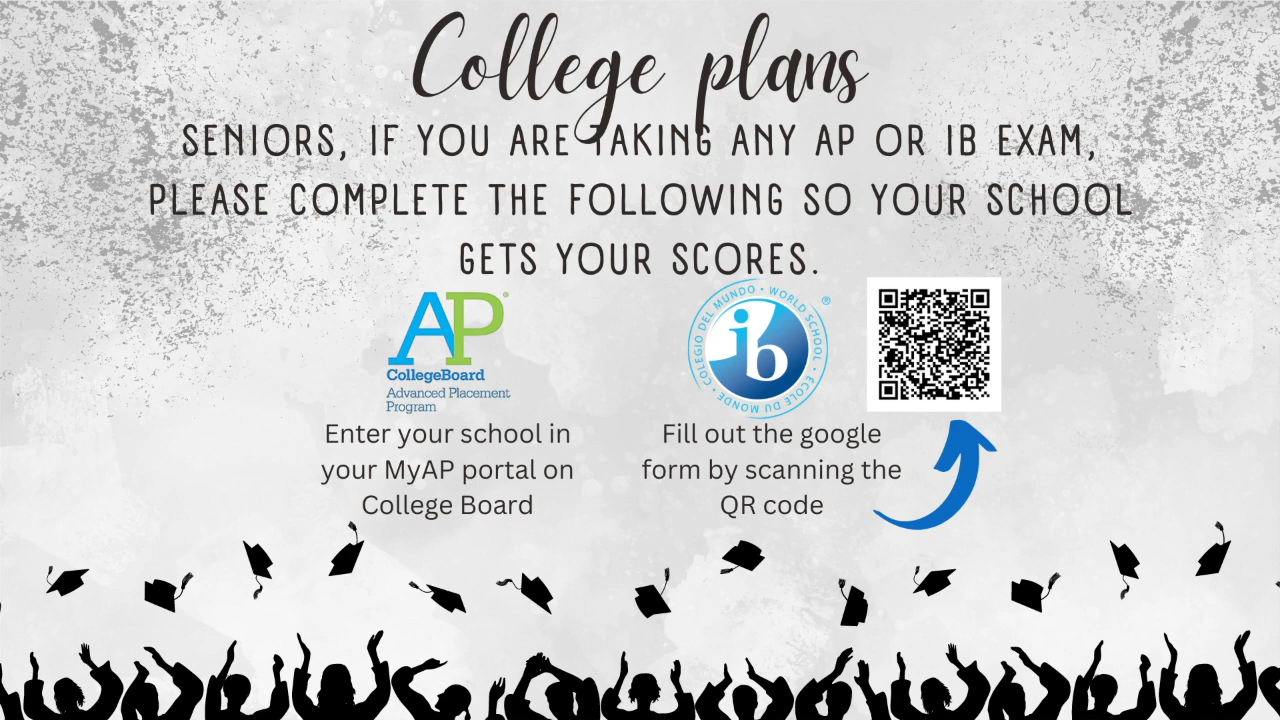 College plans
SENIORS, IF YOU ARE TAKING ANY AP OR IB EXAM,
PLEASE COMPLETE THE FOLLOWING SO YOUR SCHOOL
GETS YOUR SCORES.
AP®
CollegeBoard
Advanced Placement
Program
Enter your school in
your MyAP portal on
College Board
COLEGIO DEL MUNDO • WORLD SCHOOL • ECOLE DU MONDE •
®
ib
Fill out the google
form by scanning the
QR code